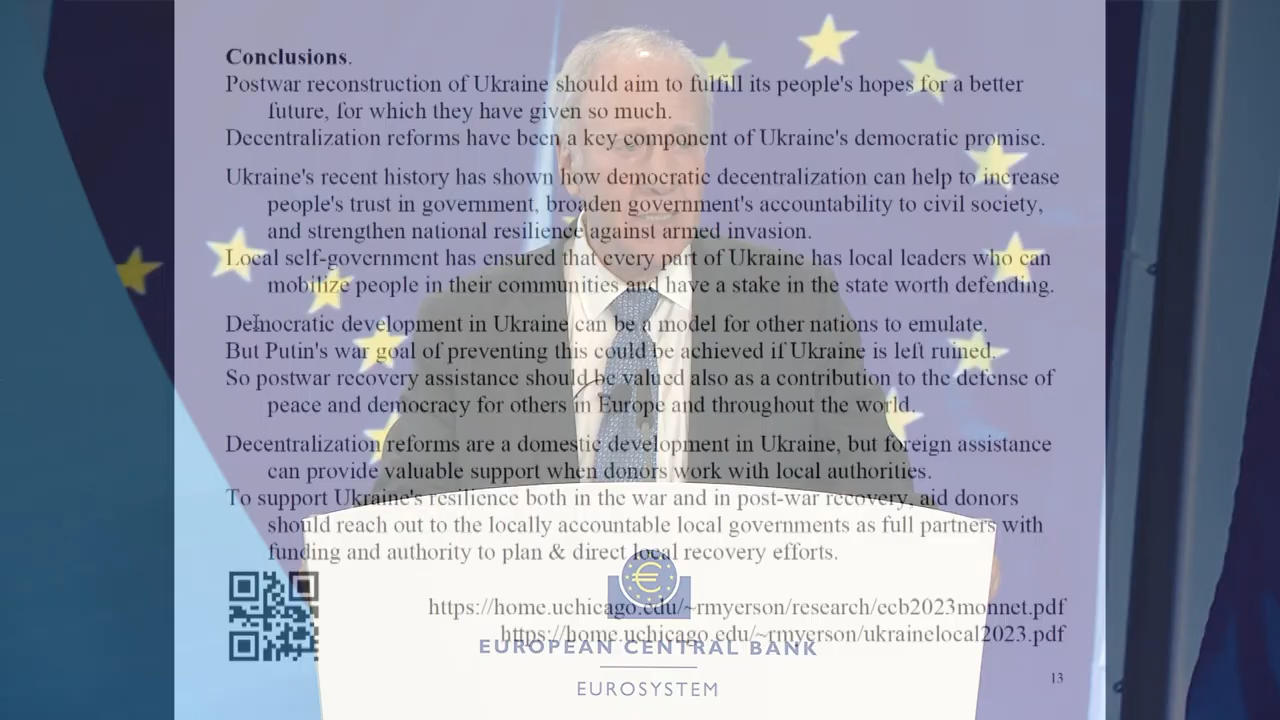 Conclusions.
Postwar reconstruction of Ukraine should aim to fulfill its people's hopes for a better
future, for which they have given so much.
Decentralization reforms have been a key component of Ukraine's democratic promise.
Ukraine's recent history has shown how democratic decentralization can help to increase
people's trust in government, broaden government's accountability to civil society,
and strengthen national resilience against armed invasion.
Local self-government has ensured that every part of Ukraine has local leaders who can
mobilize people in their communities and have a stake in the state worth defending.
Democratic development in Ukraine can be a model for other nations to emulate.
But Putin's war goal of preventing this could be achieved if Ukraine is left ruined.
So postwar recovery assistance should be valued also as a contribution to the defense of
peace and democracy for others in Europe and throughout the world.
Decentralization reforms are a domestic development in Ukraine, but foreign assistance
can provide valuable support when donors work with local authorities.
To support Ukraine's resilience both in the war and in post-war recovery, aid donors
should reach out to the locally accountable local governments as full partners with
funding and authority to plan & direct local recovery efforts.
https://home.uchicago.edu/~rmyerson/research/ecb2023monnet.pdf
https://home.uchicago.edu/~rmyerson/ukrainelocal2023.pdf
€
EUROPEAN CENTRAL BANK
EUROSYSTEM
13